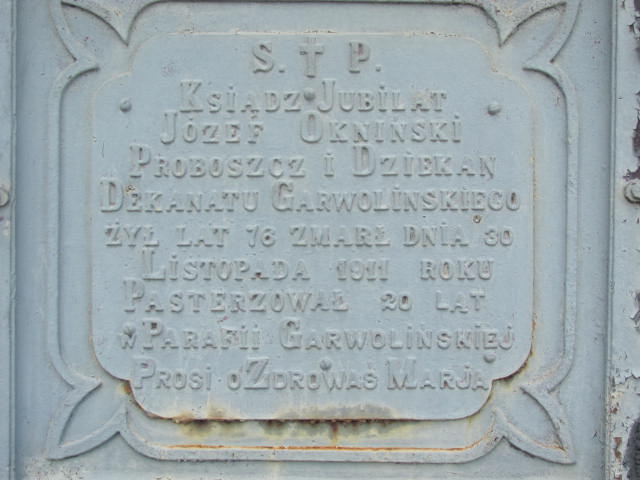 S. † P.
Ksiądz Jubilat
Józef Okniński
Proboszcz i Dziekan
Dekanatu Garwolińskiego
żył lat 76 zmarł dnia 30
Listopada 1911 roku
Pasterzował 20 lat
w Parafii Garwolińskiej
Prosi o Zdrowaś Marja